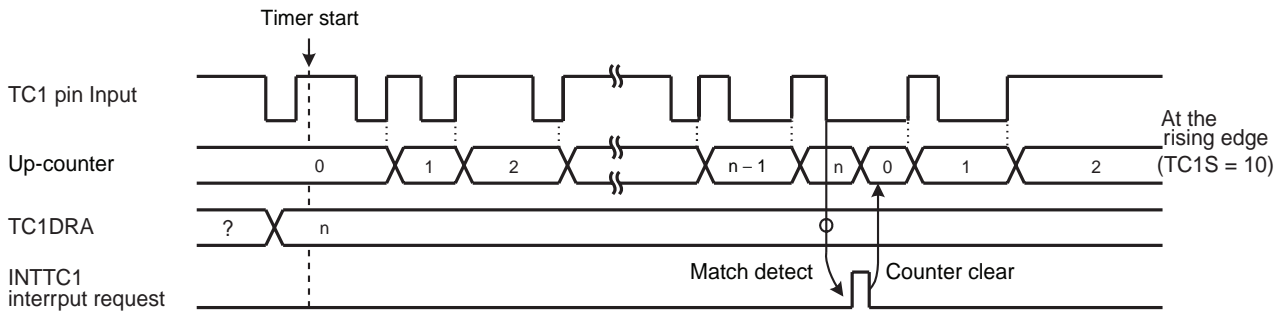 Timer start
TC1 pin Input
At the
rising edge
(TC1S = 10)
Up-counter
0
1
2
n – 1
n
0
1
2
TC1DRA
?
n
Match detect
Counter clear
INTTC1
interrput request